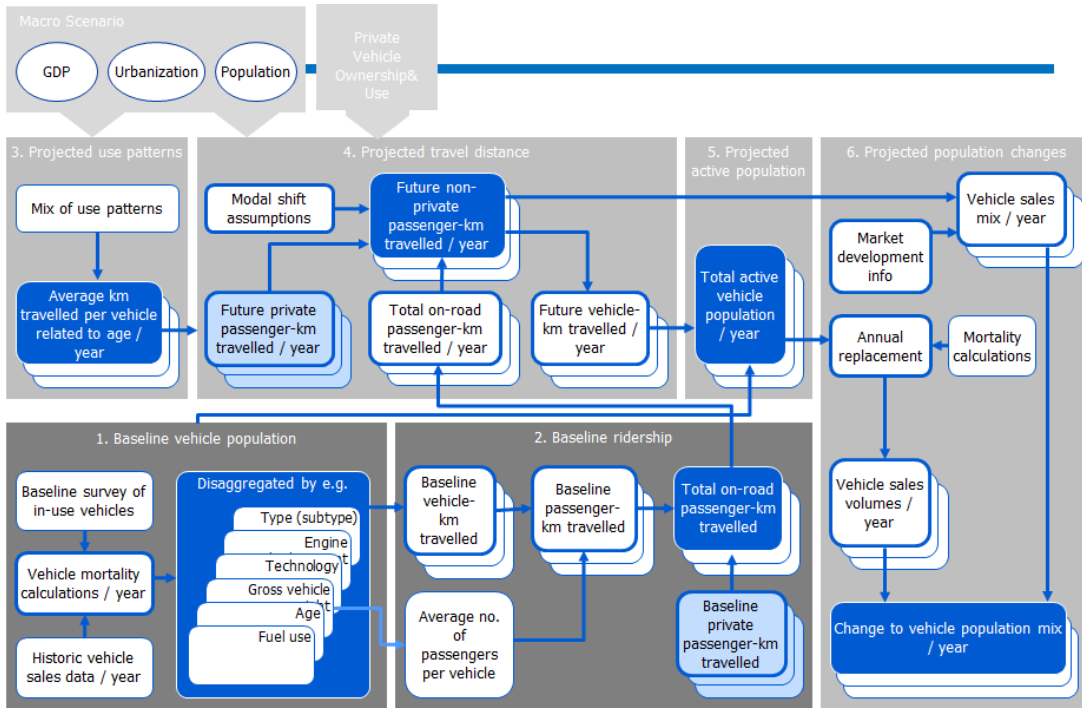 Macro Scenario
GDP
Urbanization
Population
Private
Vehicle
Ownership&
Use
3. Projected use patterns
Mix of use patterns
Average km
travelled per vehicle
related to age /
year
4. Projected travel distance
Modal shift
assumptions
Future non-
private
passenger-km
travelled / year
Future private
passenger-km
travelled / year
Total on-road
passenger-km
travelled / year
Future vehicle-
km travelled /
year
5. Projected
active population
Total active
vehicle
population
/ year
6. Projected population changes
Vehicle sales
mix / year
Market
development
info
Annual
replacement
Mortality
calculations
Vehicle sales
volumes /
year
Change to vehicle population mix
/ year
1. Baseline vehicle population
Baseline survey of
in-use vehicles
Vehicle mortality
calculations / year
Historic vehicle
sales data / year
Disaggregated by e.g.
Type (subtype)
Engine
Technology
Gross vehicle
Age
Fuel use
2. Baseline ridership
Baseline
vehicle-
km
travelled
Baseline
passenger-
km travelled
Total on-road
passenger-km
travelled
Average no.
of
passengers
per vehicle
Baseline
private
passenger-km
travelled